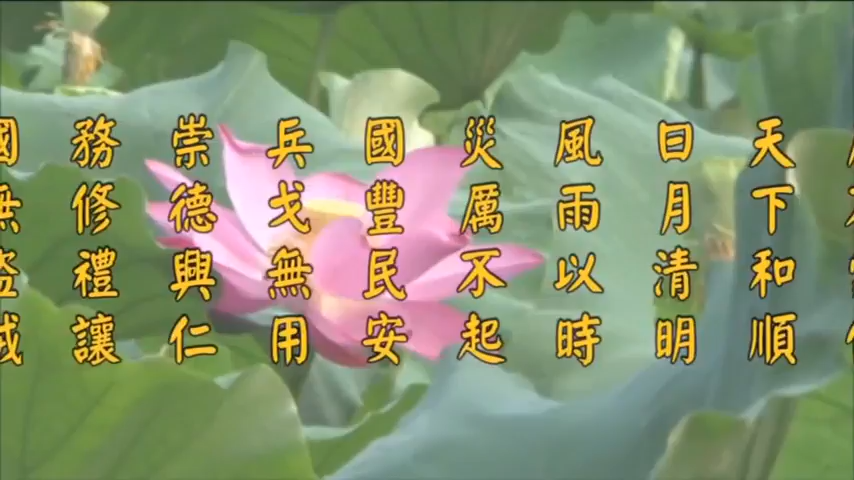 天下和順
日月清明
風雨以時
災厲不起
國豐民安
兵戈無用
崇德興仁
務修禮讓
國無盜賊